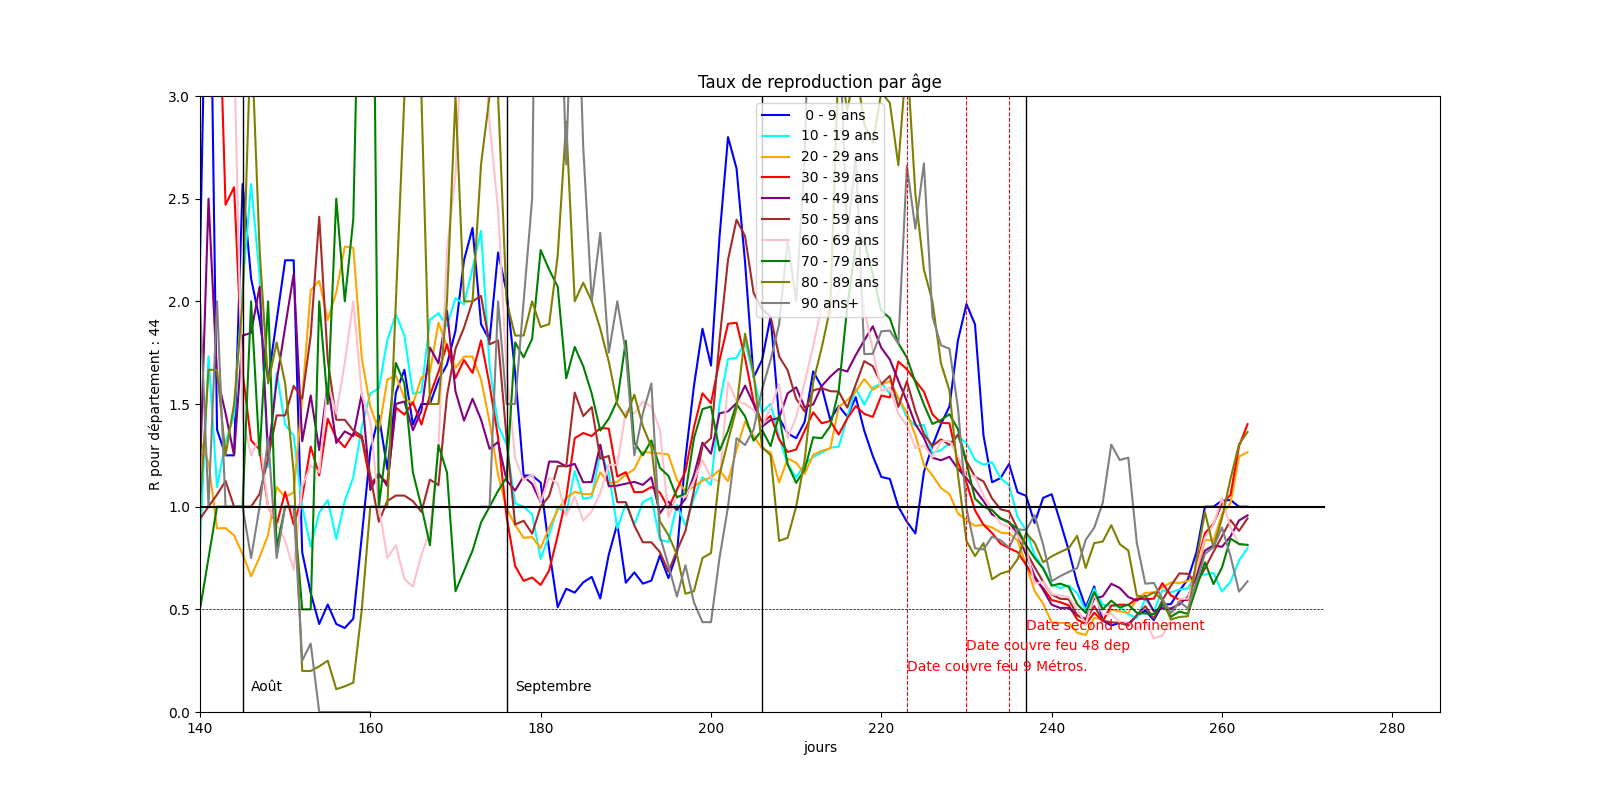 Taux de reproduction par âge
R pour département : 44
3.0
2.5
2.0
1.5
1.0
0.5
0.0
0 - 9 ans
10 - 19 ans
20 - 29 ans
30 - 39 ans
40 - 49 ans
50 - 59 ans
60 - 69 ans
70 - 79 ans
80 - 89 ans
90 ans+
Date second confinement
Date couvre feu 48 dep
Date couvre feu 9 Métros.
Août
Septembre
140
160
180
200
220
240
260
280
jours